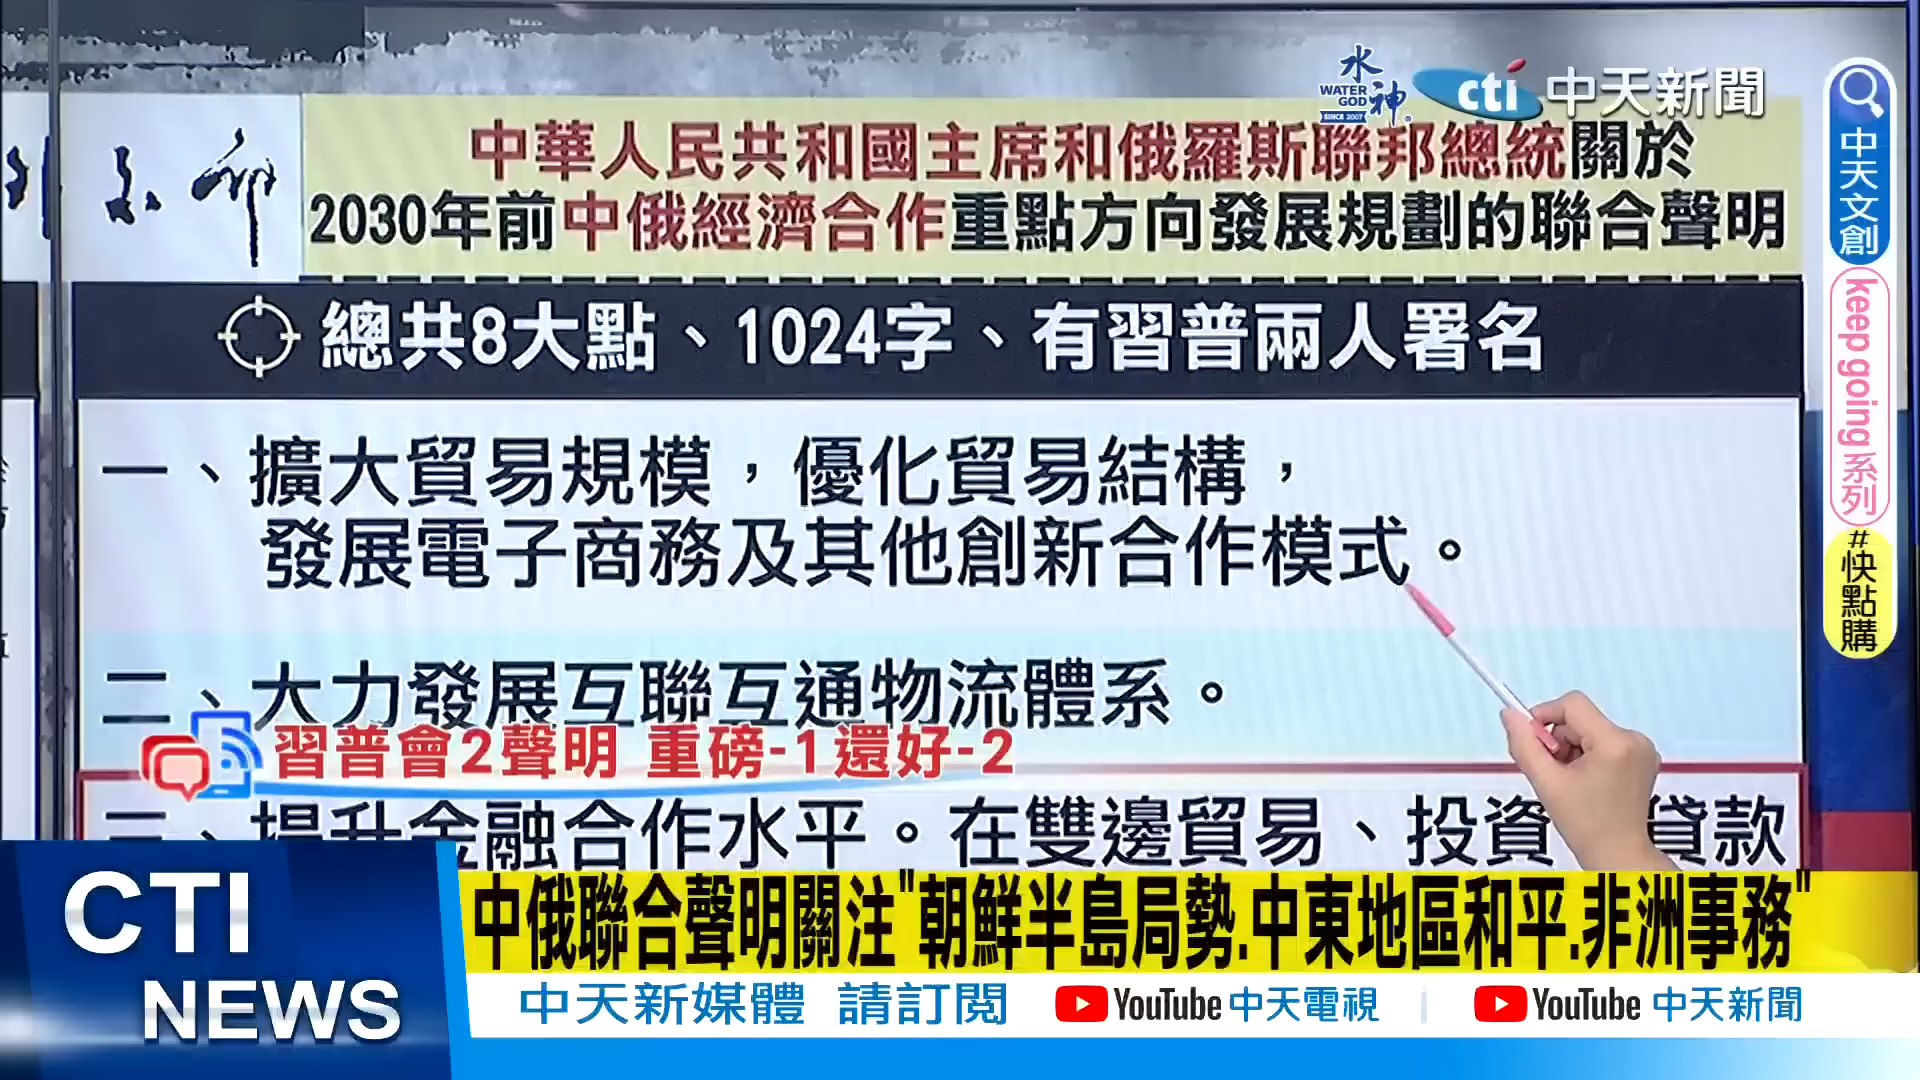 水神
WATER GOD
SINCE 2007
cti 中天新聞
中華人民共和國主席和俄羅斯聯邦總統關於
2030年前中俄經濟合作重點方向發展規劃的聯合聲明
總共8大點、1024字、有習普兩人署名
一、擴大貿易規模，優化貿易結構，
發展電子商務及其他創新合作模式。
二、大力發展互聯互通物流體系。
習普會2聲明 重磅-1還好-2
三、提升金融合作水平。在雙邊貿易、投資 貸款
中俄聯合聲明關注"朝鮮半島局勢.中東地區和平.非洲事務"
CTI
NEWS
中天新媒體 請訂閱 YouTube 中天電視 | YouTube 中天新聞
中天文創
keep going 系列
#快點購